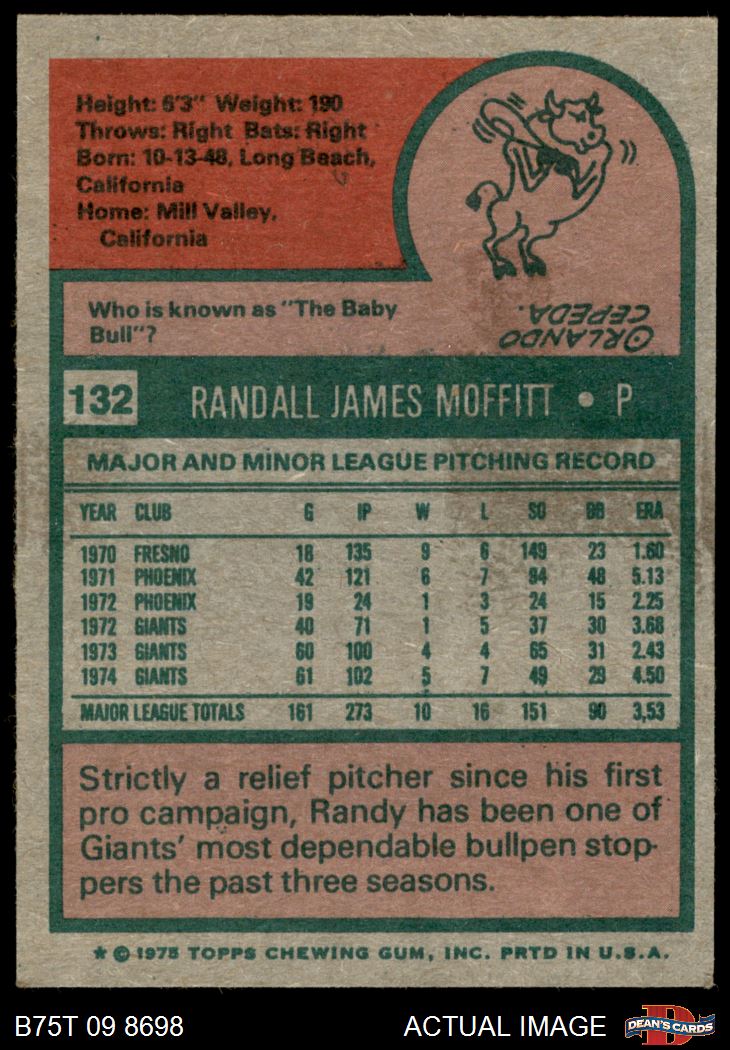 Height: 6'3" Weight: 190
Throws: Right Bats: Right
Born: 10-13-48, Long Beach,
California
Home: Mill Valley,
California
Who is known as "The Baby
Bull"?
ORLANDO
CEPEDA.
132 RANDALL JAMES MOFFITT • P
MAJOR AND MINOR LEAGUE PITCHING RECORD
YEAR CLUB G IP W L SO BB ERA
1970 FRESNO 18 135 9 6 149 23 1.60
1971 PHOENIX 42 121 6 7 94 48 5.13
1972 PHOENIX 19 24 1 3 24 15 2.25
1972 GIANTS 40 71 1 5 37 30 3.68
1973 GIANTS 60 100 4 4 65 31 2.43
1974 GIANTS 61 102 5 7 49 29 4.50
MAJOR LEAGUE TOTALS 161 273 10 16 151 90 3.53
Strictly a relief pitcher since his first
pro campaign, Randy has been one of
Giants' most dependable bullpen stop-
pers the past three seasons.
* © 1975 TOPPS CHEWING GUM, INC. PRTD IN U.S.A.
B75T 09 8698 ACTUAL IMAGE D DEAN'S CARDS